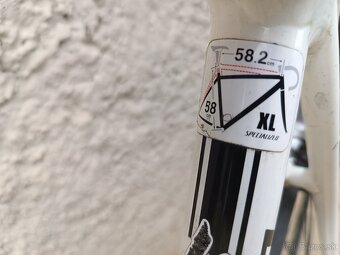 58.2cm
58
XL
SPECIALIZED